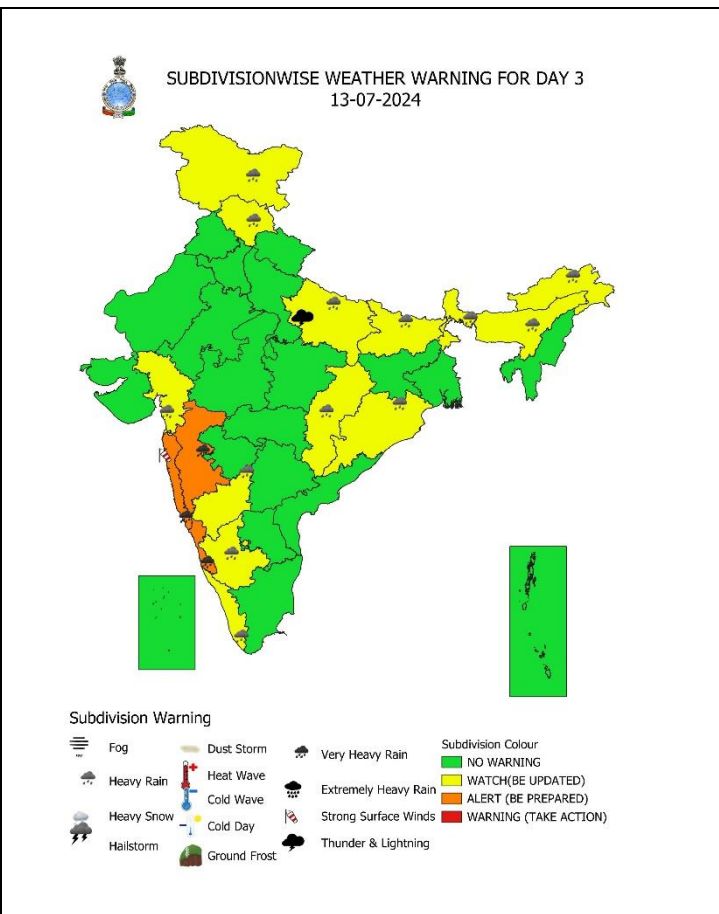 SUBDIVISIONWISE WEATHER WARNING FOR DAY 3
13-07-2024
Subdivision Warning
Fog
Heavy Rain
Heavy Snow
Hailstorm
Dust Storm
Heat Wave
Cold Wave
Cold Day
Ground Frost
Very Heavy Rain
Extremely Heavy Rain
Strong Surface Winds
Thunder & Lightning
Subdivision Colour
NO WARNING
WATCH(BE UPDATED)
ALERT (BE PREPARED)
WARNING (TAKE ACTION)